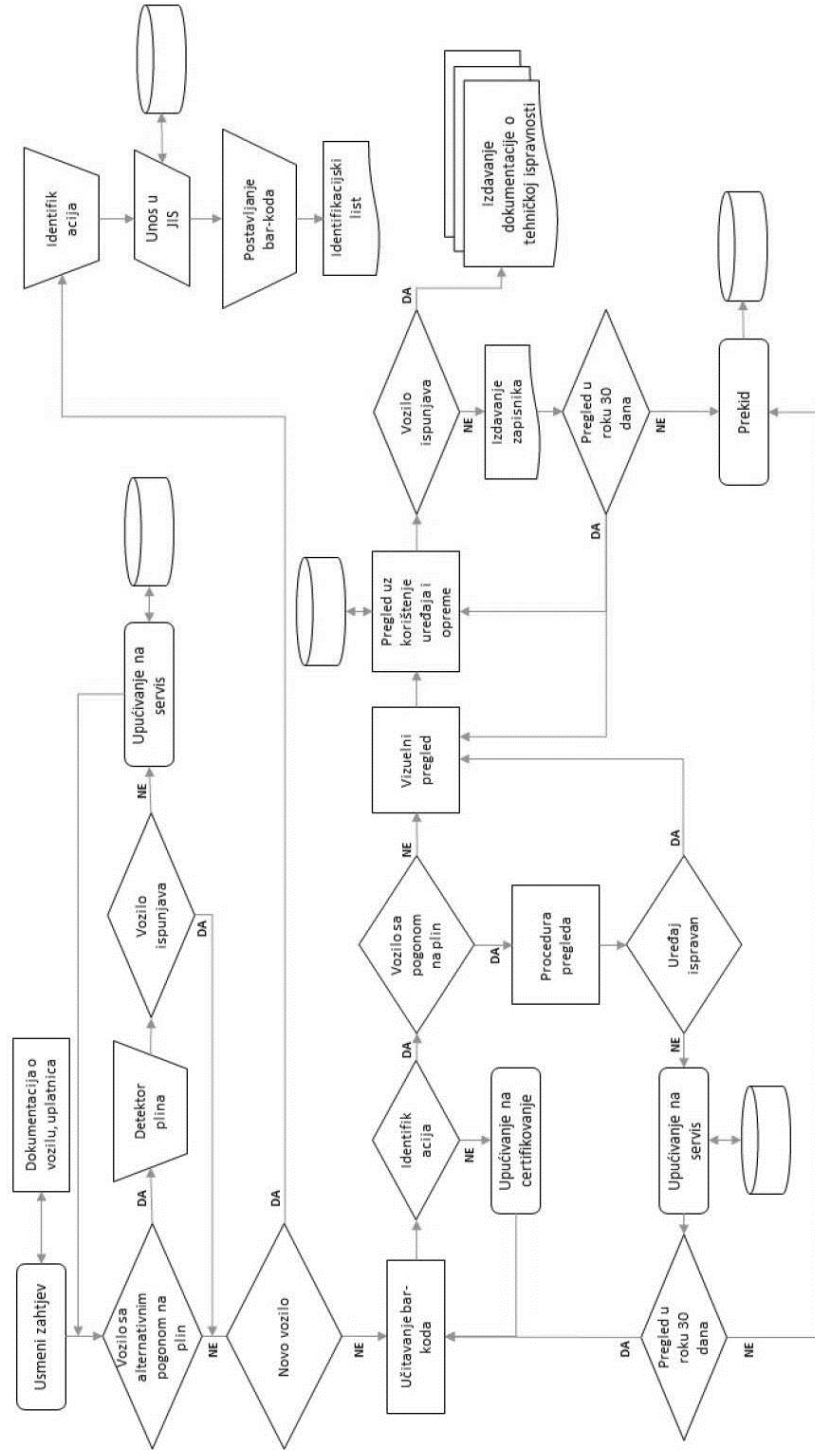 Usmeni zahtjev
Dokumentacija o
vozilu, uplatnica
Vozilo sa
alternativnim
pogonom na
plin
DA
NE
Detektor
plina
Vozilo
ispunjava
NE
DA
Upućivanje na
servis
Novo vozilo
DA
NE
Identifik
acija
Unos u
JIS
Postavljanje
bar-koda
Identifikacijski
list
Učitavanje bar-
koda
Identifik
acija
DA
NE
Upućivanje na
certifikovanje
Vozilo sa
pogonom
na plin
NE
DA
Procedura
pregleda
Uređaj
ispravan
DA
NE
Upućivanje na
servis
Pregled u
roku 30
dana
DA
NE
Vizuelni
pregled
Pregled uz
korištenje
uređaja i
opreme
Vozilo
ispunjava
DA
NE
Izdavanje
dokumentacije o
tehničkoj ispravnosti
Izdavanje
zapisnika
Pregled u
roku 30
dana
DA
NE
Prekid